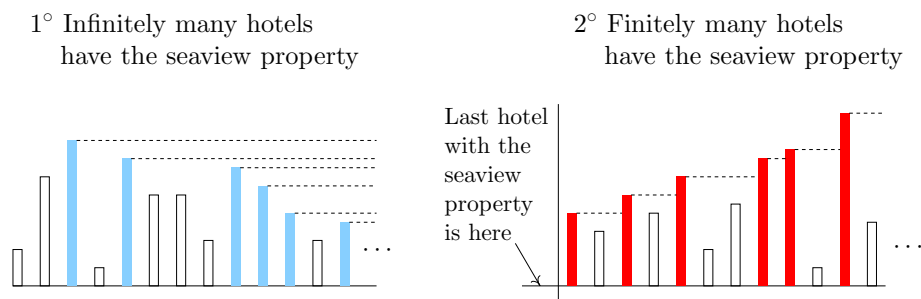 1° Infinitely many hotels
have the seaview property
2° Finitely many hotels
have the seaview property
Last hotel
with the
seaview
property
is here
...
...